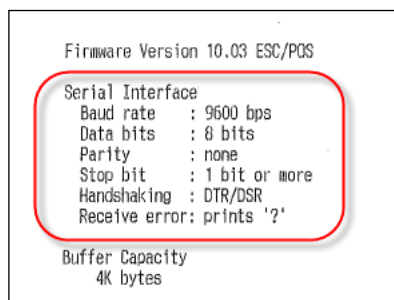 Firmware Version 10.03 ESC/POS
Serial Interface
Baud rate : 9600 bps
Data bits : 8 bits
Parity : none
Stop bit : 1 bit or more
Handshaking : DTR/DSR
Receive error: prints '?'
Buffer Capacity
4K bytes